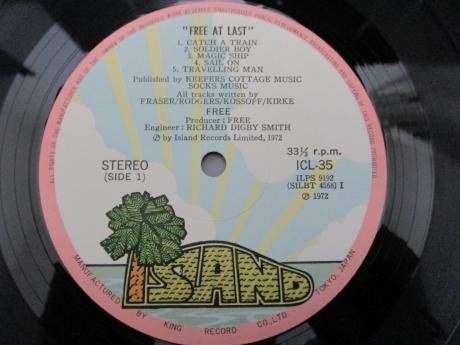 "FREE AT LAST"
1. CATCH A TRAIN
2. SOLDIER BOY
3. MAGIC SHIP
4. SAIL ON
5. TRAVELLING MAN
Published by KEEPERS COTTAGE MUSIC
SOCKS MUSIC
All tracks written by
FRASER/RODGERS/KOSSOFF/KIRKE
FREE
Producer : FREE
Engineer : RICHARD DIGBY SMITH
Ⓟ by Island Records Limited, 1972
STEREO
(SIDE 1)
33⅓ r.p.m.
ICL-35
ILPS 9192
(SILBT 4568) I
Ⓟ 1972
ISLAND
MANUFACTURED BY KING RECORD CO., LTD. TOKYO, JAPAN